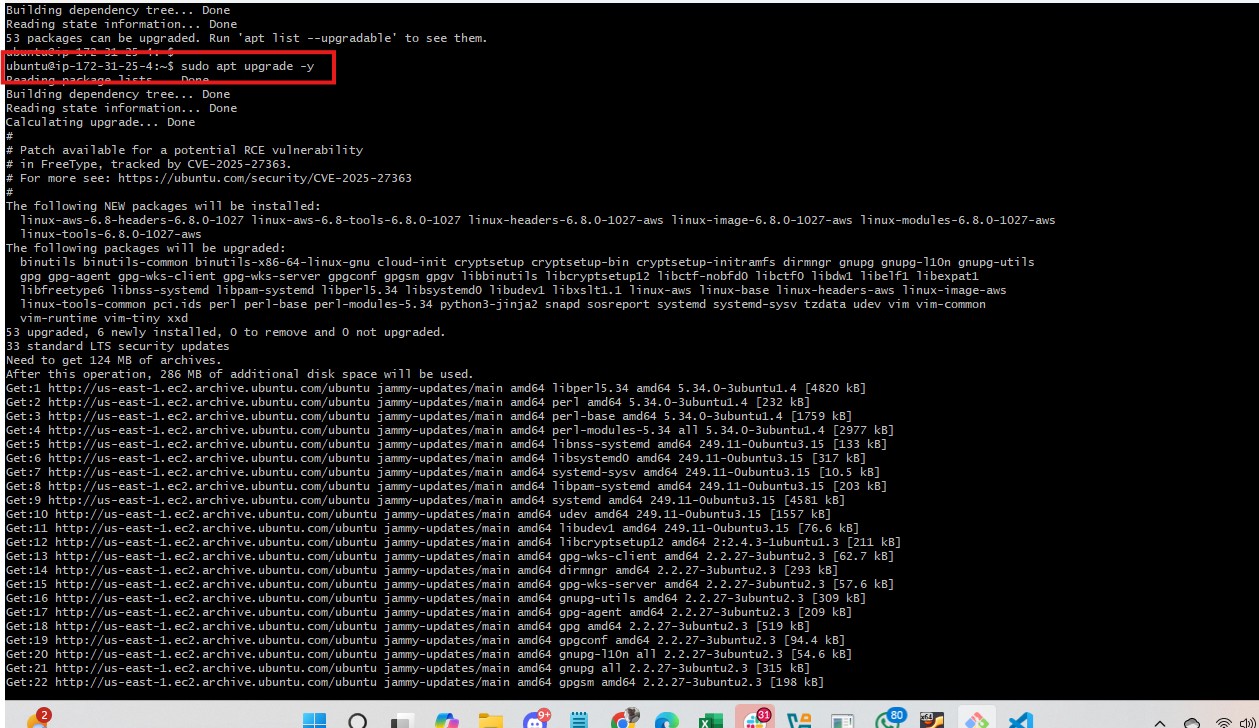 Building dependency tree... Done
Reading state information... Done
53 packages can be upgraded. Run 'apt list --upgradable' to see them.
ubuntu@ip-172-31-25-4:~$
ubuntu@ip-172-31-25-4:~$ sudo apt upgrade -y
Reading package lists... Done
Building dependency tree... Done
Reading state information... Done
Calculating upgrade... Done
#
# Patch available for a potential RCE vulnerability
# in FreeType, tracked by CVE-2025-27363.
# For more see: https://ubuntu.com/security/CVE-2025-27363
#
The following NEW packages will be installed:
linux-aws-6.8-headers-6.8.0-1027 linux-aws-6.8-tools-6.8.0-1027 linux-headers-6.8.0-1027-aws linux-image-6.8.0-1027-aws linux-modules-6.8.0-1027-aws
linux-tools-6.8.0-1027-aws
The following packages will be upgraded:
binutils binutils-common binutils-x86-64-linux-gnu cloud-init cryptsetup cryptsetup-bin cryptsetup-initramfs dirmngr gnupg gnupg-l10n gnupg-utils
gpg gpg-agent gpg-wks-client gpg-wks-server gpgconf gpgsm gpgv libbinutils libcryptsetup12 libctf-nobfd0 libctf0 libdw1 libelf1 libexpat1
libfreetype6 libnss-systemd libpam-systemd libperl5.34 libsystemd0 libudev1 libxslt1.1 linux-aws linux-base linux-headers-aws linux-image-aws
linux-tools-common pci.ids perl perl-base perl-modules-5.34 python3-jinja2 snapd sosreport systemd systemd-sysv tzdata udev vim vim-common
vim-runtime vim-tiny xxd
53 upgraded, 6 newly installed, 0 to remove and 0 not upgraded.
33 standard LTS security updates
Need to get 124 MB of archives.
After this operation, 286 MB of additional disk space will be used.
Get:1 http://us-east-1.ec2.archive.ubuntu.com/ubuntu jammy-updates/main amd64 libperl5.34 amd64 5.34.0-3ubuntu1.4 [4820 kB]
Get:2 http://us-east-1.ec2.archive.ubuntu.com/ubuntu jammy-updates/main amd64 perl amd64 5.34.0-3ubuntu1.4 [232 kB]
Get:3 http://us-east-1.ec2.archive.ubuntu.com/ubuntu jammy-updates/main amd64 perl-base amd64 5.34.0-3ubuntu1.4 [1759 kB]
Get:4 http://us-east-1.ec2.archive.ubuntu.com/ubuntu jammy-updates/main amd64 perl-modules-5.34 all 5.34.0-3ubuntu1.4 [2977 kB]
Get:5 http://us-east-1.ec2.archive.ubuntu.com/ubuntu jammy-updates/main amd64 libnss-systemd amd64 249.11-0ubuntu3.15 [133 kB]
Get:6 http://us-east-1.ec2.archive.ubuntu.com/ubuntu jammy-updates/main amd64 libsystemd0 amd64 249.11-0ubuntu3.15 [317 kB]
Get:7 http://us-east-1.ec2.archive.ubuntu.com/ubuntu jammy-updates/main amd64 systemd-sysv amd64 249.11-0ubuntu3.15 [10.5 kB]
Get:8 http://us-east-1.ec2.archive.ubuntu.com/ubuntu jammy-updates/main amd64 libpam-systemd amd64 249.11-0ubuntu3.15 [203 kB]
Get:9 http://us-east-1.ec2.archive.ubuntu.com/ubuntu jammy-updates/main amd64 systemd amd64 249.11-0ubuntu3.15 [4581 kB]
Get:10 http://us-east-1.ec2.archive.ubuntu.com/ubuntu jammy-updates/main amd64 udev amd64 249.11-0ubuntu3.15 [1557 kB]
Get:11 http://us-east-1.ec2.archive.ubuntu.com/ubuntu jammy-updates/main amd64 libudev1 amd64 249.11-0ubuntu3.15 [76.6 kB]
Get:12 http://us-east-1.ec2.archive.ubuntu.com/ubuntu jammy-updates/main amd64 libcryptsetup12 amd64 2:2.4.3-1ubuntu1.3 [211 kB]
Get:13 http://us-east-1.ec2.archive.ubuntu.com/ubuntu jammy-updates/main amd64 gpg-wks-client amd64 2.2.27-3ubuntu2.3 [62.7 kB]
Get:14 http://us-east-1.ec2.archive.ubuntu.com/ubuntu jammy-updates/main amd64 dirmngr amd64 2.2.27-3ubuntu2.3 [293 kB]
Get:15 http://us-east-1.ec2.archive.ubuntu.com/ubuntu jammy-updates/main amd64 gpg-wks-server amd64 2.2.27-3ubuntu2.3 [57.6 kB]
Get:16 http://us-east-1.ec2.archive.ubuntu.com/ubuntu jammy-updates/main amd64 gnupg-utils amd64 2.2.27-3ubuntu2.3 [309 kB]
Get:17 http://us-east-1.ec2.archive.ubuntu.com/ubuntu jammy-updates/main amd64 gpg-agent amd64 2.2.27-3ubuntu2.3 [209 kB]
Get:18 http://us-east-1.ec2.archive.ubuntu.com/ubuntu jammy-updates/main amd64 gpg amd64 2.2.27-3ubuntu2.3 [519 kB]
Get:19 http://us-east-1.ec2.archive.ubuntu.com/ubuntu jammy-updates/main amd64 gpgconf amd64 2.2.27-3ubuntu2.3 [94.4 kB]
Get:20 http://us-east-1.ec2.archive.ubuntu.com/ubuntu jammy-updates/main amd64 gnupg-l10n all 2.2.27-3ubuntu2.3 [54.6 kB]
Get:21 http://us-east-1.ec2.archive.ubuntu.com/ubuntu jammy-updates/main amd64 gnupg all 2.2.27-3ubuntu2.3 [315 kB]
Get:22 http://us-east-1.ec2.archive.ubuntu.com/ubuntu jammy-updates/main amd64 gpgsm amd64 2.2.27-3ubuntu2.3 [198 kB]
2 9+ 31 80